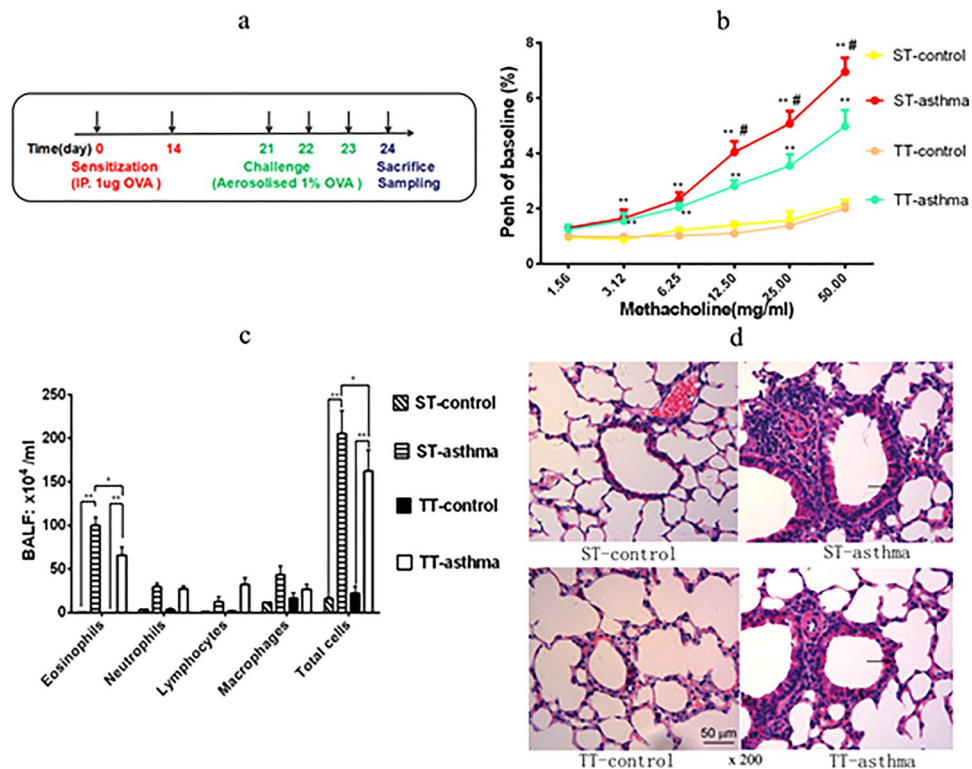 a
Time(day) 0 14 21 22 23 24
Sensitization Challenge Sacrifice
(IP. 1ug OVA ) (Aerosolised 1% OVA ) Sampling
b
Penh of baseline (%)
8
6
4
2
0
1.56 3.12 6.25 12.50 25.00 50.00
Methacholine(mg/ml)
** ** ** ** ** # ** ** # ** ** # **
ST-control
ST-asthma
TT-control
TT-asthma
c
BALF: x10⁴ /ml
250
200
150
100
50
0
** * ** ** * **
Eosinophils Neutrophils Lymphocytes Macrophages Total cells
ST-control
ST-asthma
TT-control
TT-asthma
d
ST-control ST-asthma
50 μm
TT-control x 200 TT-asthma